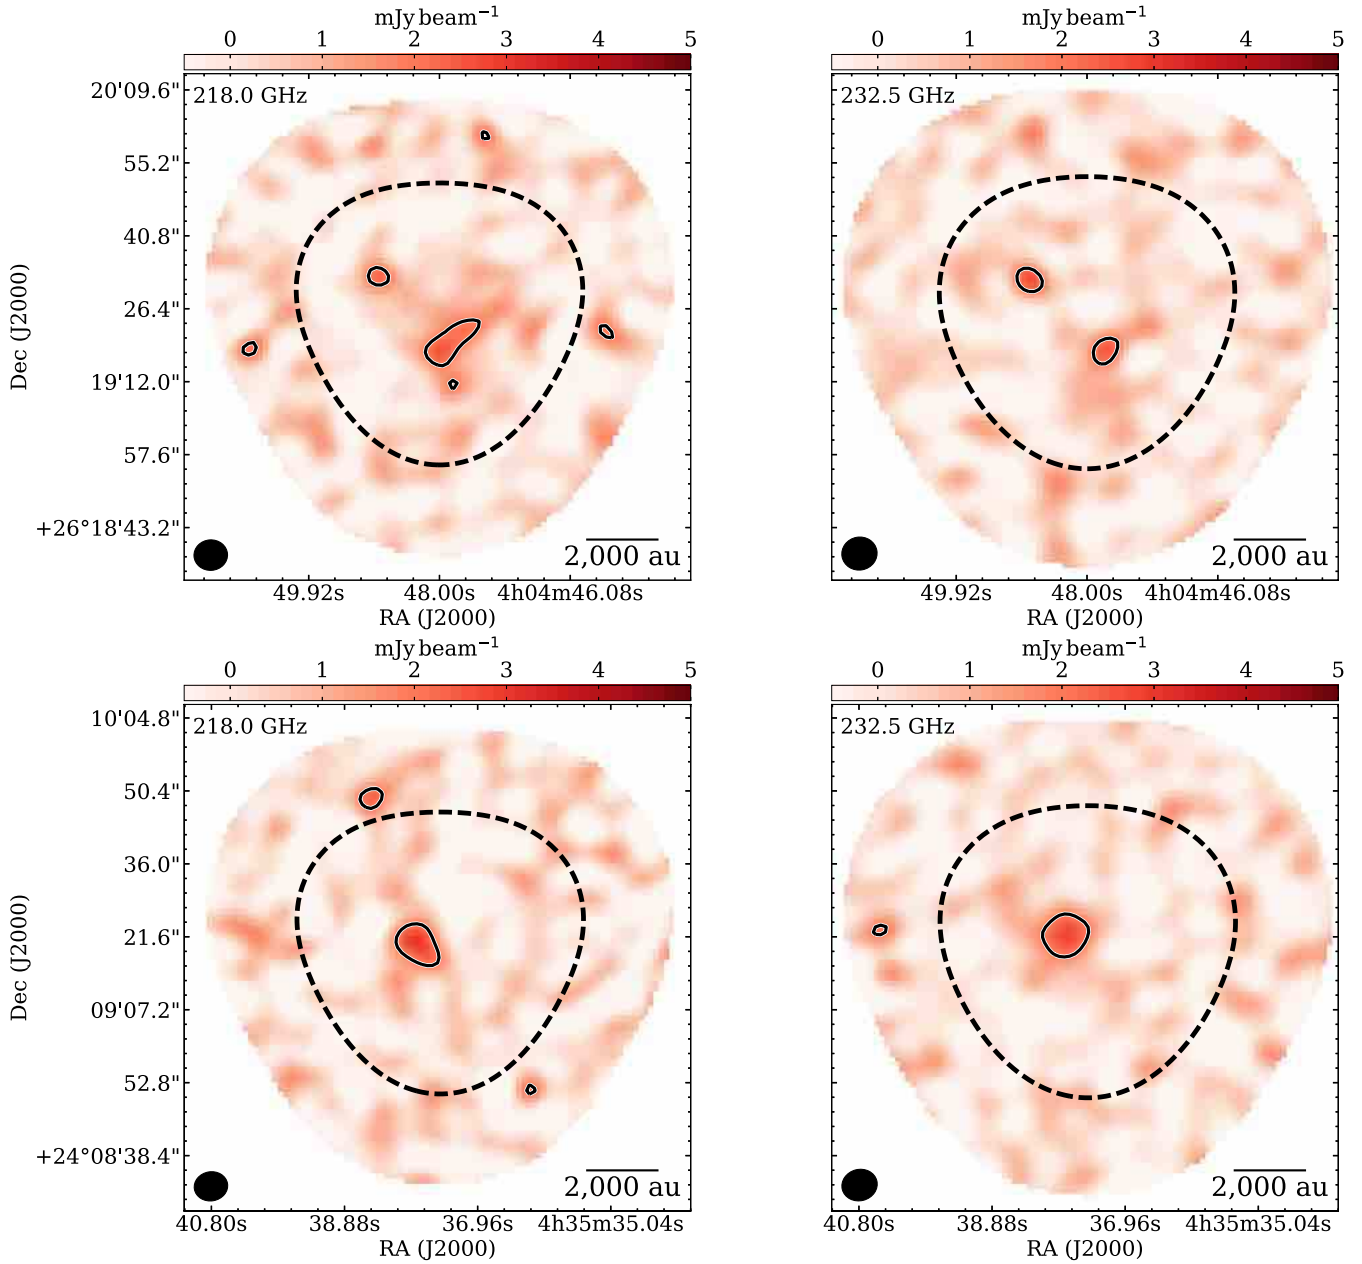 mJy beam−1
0 1 2 3 4 5
218.0 GHz
20'09.6"
55.2"
40.8"
26.4"
19'12.0"
57.6"
+26°18'43.2"
Dec (J2000)
2,000 au
49.92s 48.00s 4h04m46.08s
RA (J2000)
mJy beam−1
0 1 2 3 4 5
232.5 GHz
2,000 au
49.92s 48.00s 4h04m46.08s
RA (J2000)
mJy beam−1
0 1 2 3 4 5
218.0 GHz
10'04.8"
50.4"
36.0"
21.6"
09'07.2"
52.8"
+24°08'38.4"
Dec (J2000)
2,000 au
40.80s 38.88s 36.96s 4h35m35.04s
RA (J2000)
mJy beam−1
0 1 2 3 4 5
232.5 GHz
2,000 au
40.80s 38.88s 36.96s 4h35m35.04s
RA (J2000)